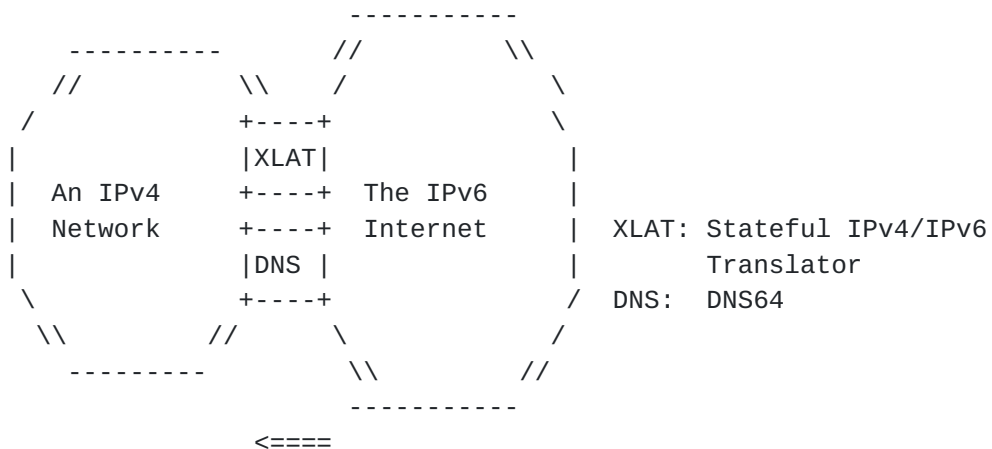 XLAT
An IPv4 The IPv6
Network Internet XLAT: Stateful IPv4/IPv6
DNS Translator
DNS: DNS64